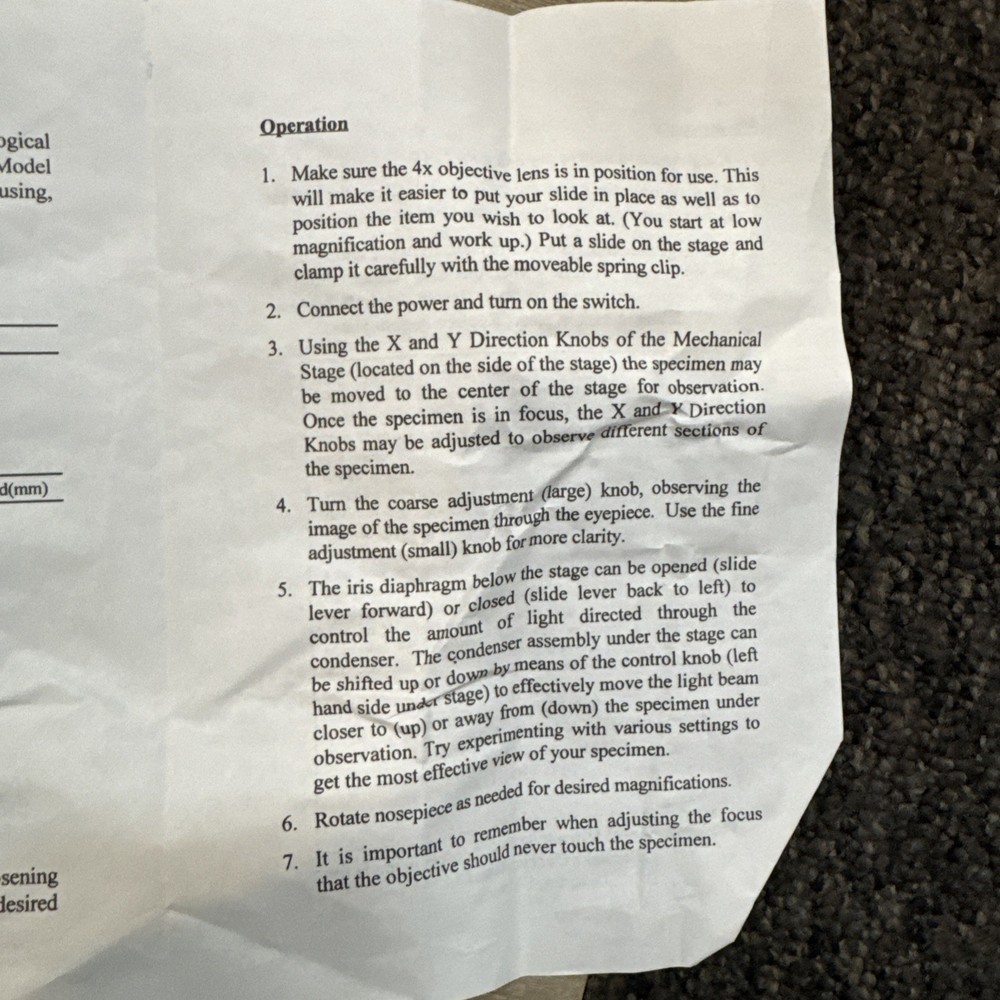 ogical
Model
using,
d(mm)
sening
desired
Operation
1. Make sure the 4x objective lens is in position for use. This
will make it easier to put your slide in place as well as to
position the item you wish to look at. (You start at low
magnification and work up.) Put a slide on the stage and
clamp it carefully with the moveable spring clip.
2. Connect the power and turn on the switch.
3. Using the X and Y Direction Knobs of the Mechanical
Stage (located on the side of the stage) the specimen may
be moved to the center of the stage for observation.
Once the specimen is in focus, the X and Y Direction
Knobs may be adjusted to observe different sections of
the specimen.
4. Turn the coarse adjustment (large) knob, observing the
image of the specimen through the eyepiece. Use the fine
adjustment (small) knob for more clarity.
5. The iris diaphragm below the stage can be opened (slide
lever forward) or closed (slide lever back to left) to
control the amount of light directed through the
condenser. The condenser assembly under the stage can
be shifted up or down by means of the control knob (left
hand side under stage) to effectively move the light beam
closer to (up) or away from (down) the specimen under
observation. Try experimenting with various settings to
get the most effective view of your specimen.
6. Rotate nosepiece as needed for desired magnifications.
7. It is important to remember when adjusting the focus
that the objective should never touch the specimen.